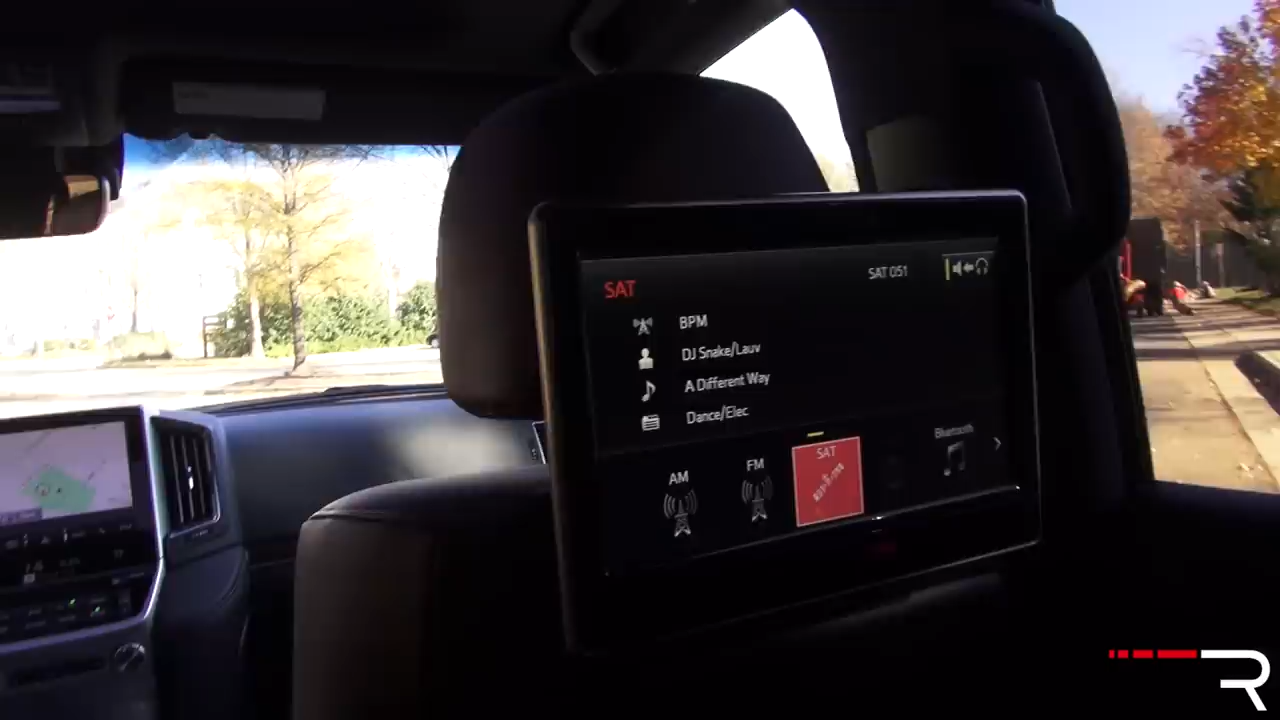 SAT
SAT 051
BPM
DJ Snake/Lauv
A Different Way
Dance/Elec
AM
FM
SAT
Bluetooth
R